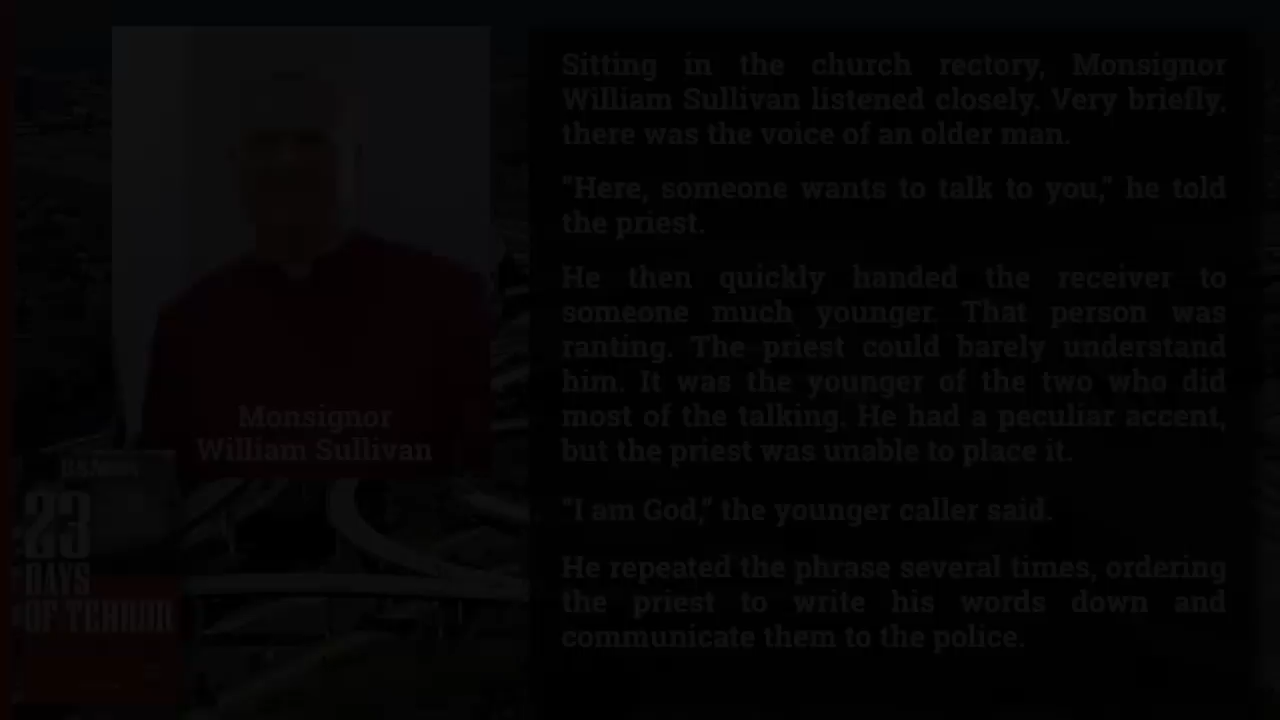 Sitting in the church rectory, Monsignor
William Sullivan listened closely. Very briefly,
there was the voice of an older man.
"Here, someone wants to talk to you," he told
the priest.
He then quickly handed the receiver to
someone much younger. That person was
ranting. The priest could barely understand
him. It was the younger of the two who did
most of the talking. He had a peculiar accent,
but the priest was unable to place it.
"I am God," the younger caller said.
He repeated the phrase several times, ordering
the priest to write his words down and
communicate them to the police.
Monsignor
William Sullivan
23
DAYS
OF TERROR